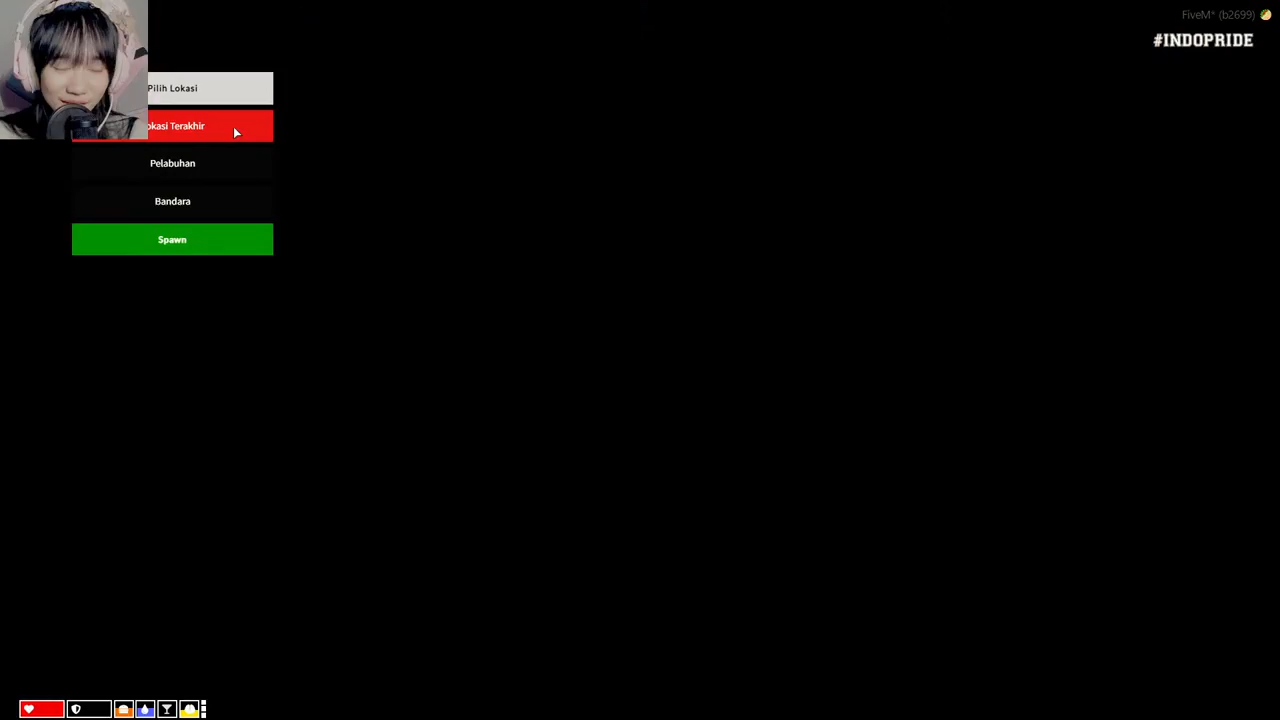 FiveM* (b2699)
#INDOPRIDE
Pilih Lokasi
okasi Terakhir
Pelabuhan
Bandara
Spawn